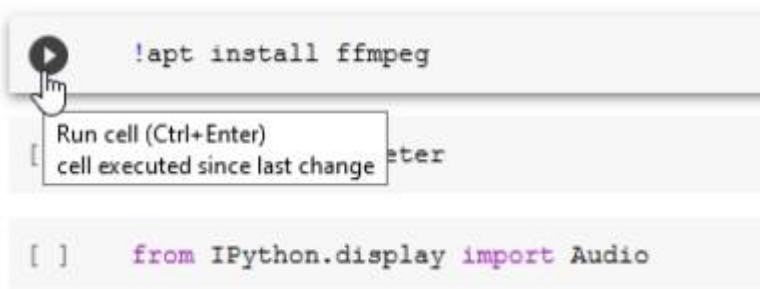 !apt install ffmpeg
Run cell (Ctrl+Enter)
cell executed since last change
[ eter
[ ] from IPython.display import Audio